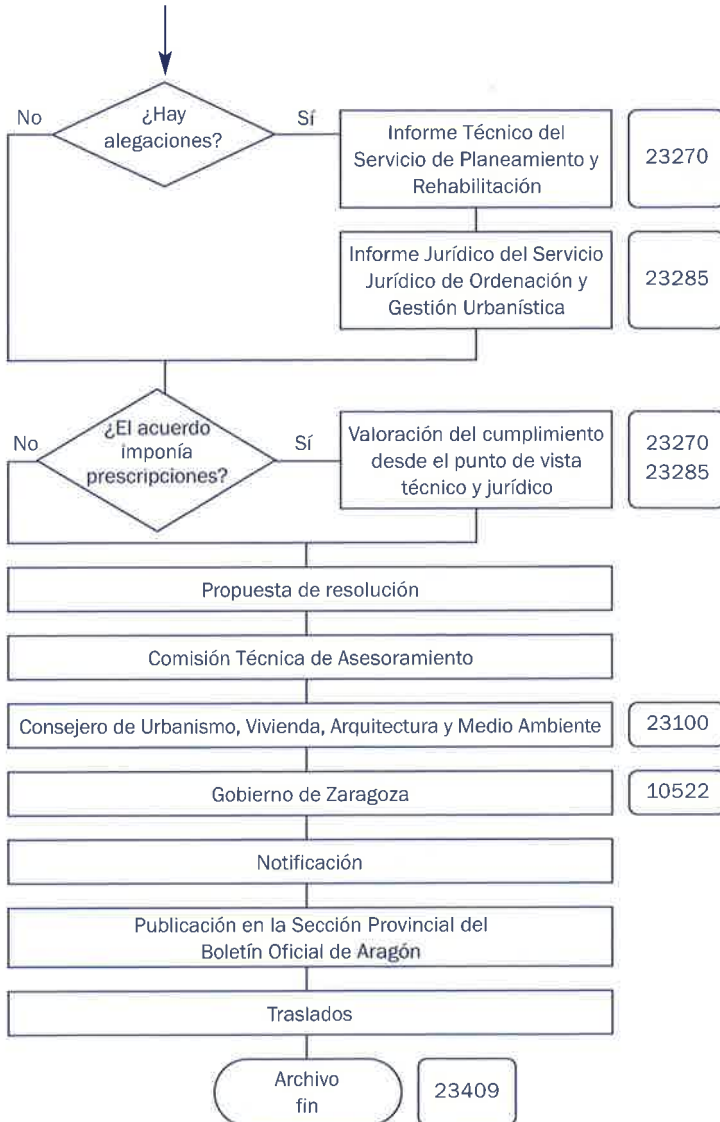 ¿Hay
alegaciones?
No
Sí
Informe Técnico del
Servicio de Planeamiento y
Rehabilitación
23270
Informe Jurídico del Servicio
Jurídico de Ordenación y
Gestión Urbanística
23285
¿El acuerdo
imponía
prescripciones?
No
Sí
Valoración del cumplimiento
desde el punto de vista
técnico y jurídico
23270
23285
Propuesta de resolución
Comisión Técnica de Asesoramiento
Consejero de Urbanismo, Vivienda, Arquitectura y Medio Ambiente
23100
Gobierno de Zaragoza
10522
Notificación
Publicación en la Sección Provincial del
Boletín Oficial de Aragón
Traslados
Archivo
fin
23409